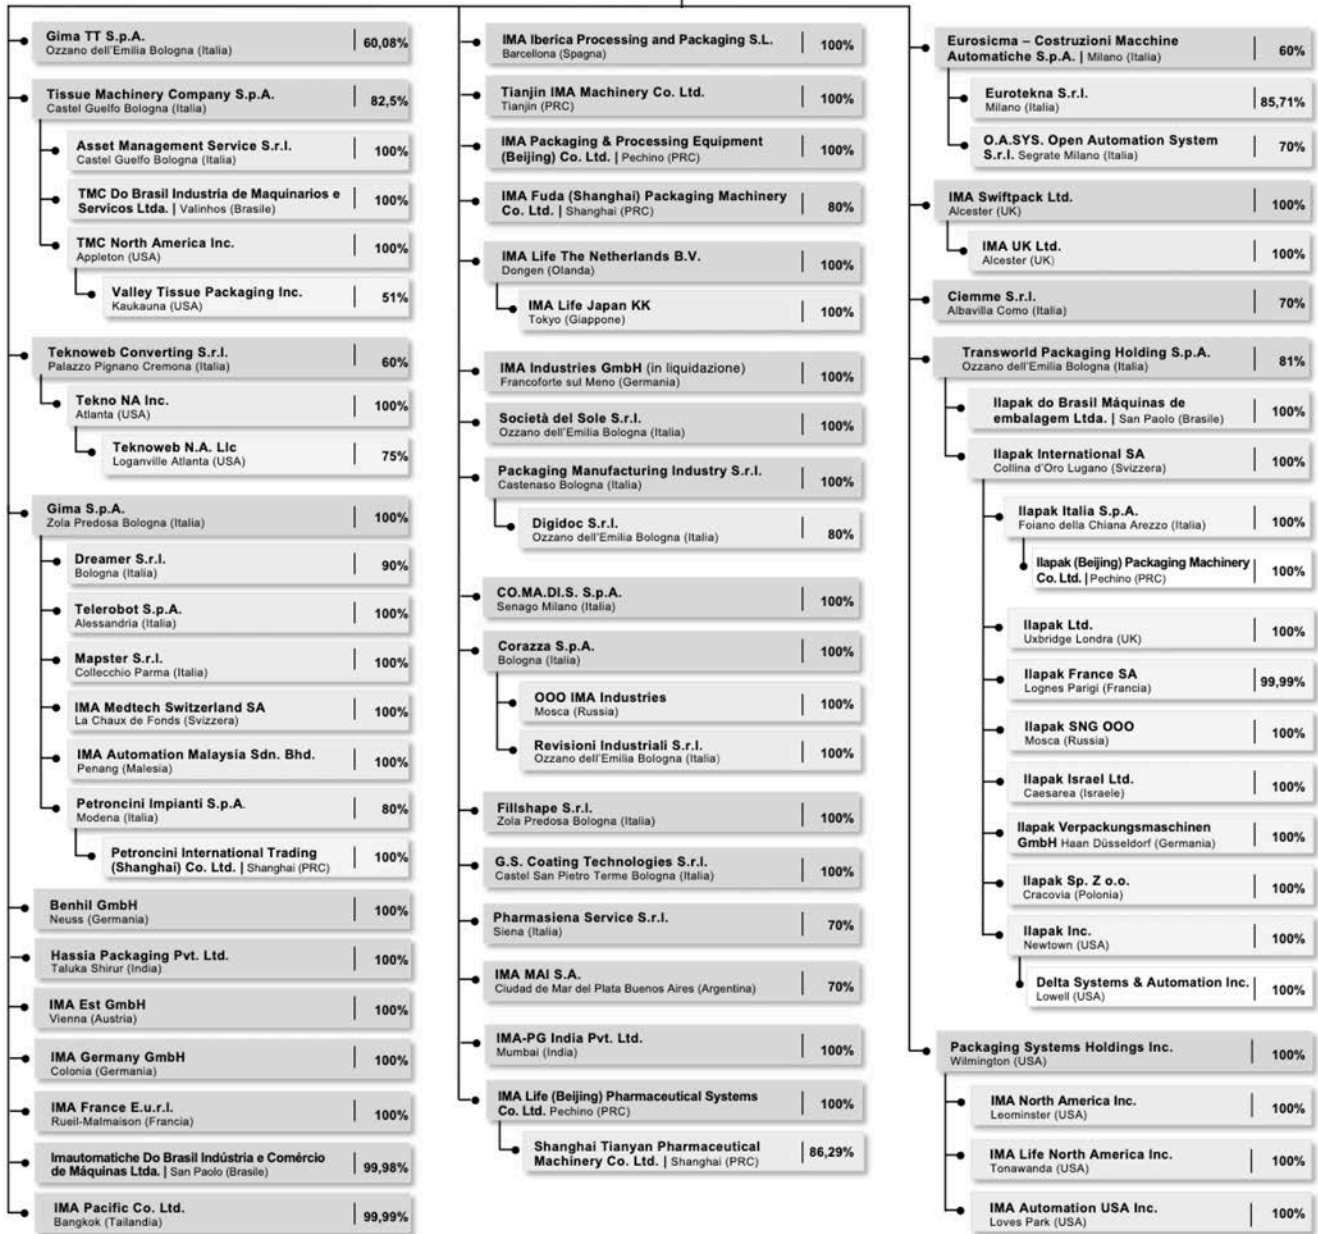 Gima TT S.p.A.
Ozzano dell'Emilia Bologna (Italia)
60,08%
Tissue Machinery Company S.p.A.
Castel Guelfo Bologna (Italia)
82,5%
Asset Management Service S.r.l.
Castel Guelfo Bologna (Italia)
100%
TMC Do Brasil Industria de Maquinarios e
Servicos Ltda. | Valinhos (Brasile)
100%
TMC North America Inc.
Appleton (USA)
100%
Valley Tissue Packaging Inc.
Kaukauna (USA)
51%
Teknoweb Converting S.r.l.
Palazzo Pignano Cremona (Italia)
60%
Tekno NA Inc.
Atlanta (USA)
100%
Teknoweb N.A. Llc
Loganville Atlanta (USA)
75%
Gima S.p.A.
Zola Predosa Bologna (Italia)
100%
Dreamer S.r.l.
Bologna (Italia)
90%
Telerobot S.p.A.
Alessandria (Italia)
100%
Mapster S.r.l.
Collecchio Parma (Italia)
100%
IMA Medtech Switzerland SA
La Chaux de Fonds (Svizzera)
100%
IMA Automation Malaysia Sdn. Bhd.
Penang (Malesia)
100%
Petroncini Impianti S.p.A.
Modena (Italia)
80%
Petroncini International Trading
(Shanghai) Co. Ltd. | Shanghai (PRC)
100%
Benhil GmbH
Neuss (Germania)
100%
Hassia Packaging Pvt. Ltd.
Taluka Shirur (India)
100%
IMA Est GmbH
Vienna (Austria)
100%
IMA Germany GmbH
Colonia (Germania)
100%
IMA France E.u.r.l.
Rueil-Malmaison (Francia)
100%
Imautomatiche Do Brasil Indústria e Comércio
de Máquinas Ltda. | San Paolo (Brasile)
99,98%
IMA Pacific Co. Ltd.
Bangkok (Tailandia)
99,99%
IMA Iberica Processing and Packaging S.L.
Barcellona (Spagna)
100%
Tianjin IMA Machinery Co. Ltd.
Tianjin (PRC)
100%
IMA Packaging & Processing Equipment
(Beijing) Co. Ltd. | Pechino (PRC)
100%
IMA Fuda (Shanghai) Packaging Machinery
Co. Ltd. | Shanghai (PRC)
80%
IMA Life The Netherlands B.V.
Dongen (Olanda)
100%
IMA Life Japan KK
Tokyo (Giappone)
100%
IMA Industries GmbH (in liquidazione)
Francoforte sul Meno (Germania)
100%
Società del Sole S.r.l.
Ozzano dell'Emilia Bologna (Italia)
100%
Packaging Manufacturing Industry S.r.l.
Castenaso Bologna (Italia)
100%
Digidoc S.r.l.
Ozzano dell'Emilia Bologna (Italia)
80%
CO.MA.DI.S. S.p.A.
Senago Milano (Italia)
100%
Corazza S.p.A.
Bologna (Italia)
100%
OOO IMA Industries
Mosca (Russia)
100%
Revisioni Industriali S.r.l.
Ozzano dell'Emilia Bologna (Italia)
100%
Fillshape S.r.l.
Zola Predosa Bologna (Italia)
100%
G.S. Coating Technologies S.r.l.
Castel San Pietro Terme Bologna (Italia)
100%
Pharmasiena Service S.r.l.
Siena (Italia)
70%
IMA MAI S.A.
Ciudad de Mar del Plata Buenos Aires (Argentina)
70%
IMA-PG India Pvt. Ltd.
Mumbai (India)
100%
IMA Life (Beijing) Pharmaceutical Systems
Co. Ltd. Pechino (PRC)
100%
Shanghai Tianyan Pharmaceutical
Machinery Co. Ltd. | Shanghai (PRC)
86,29%
Eurosicma – Costruzioni Macchine
Automatiche S.p.A. | Milano (Italia)
60%
Eurotekna S.r.l.
Milano (Italia)
85,71%
O.A.SYS. Open Automation System
S.r.l. Segrate Milano (Italia)
70%
IMA Swiftpack Ltd.
Alcester (UK)
100%
IMA UK Ltd.
Alcester (UK)
100%
Ciemme S.r.l.
Albavilla Como (Italia)
70%
Transworld Packaging Holding S.p.A.
Ozzano dell'Emilia Bologna (Italia)
81%
Ilapak do Brasil Máquinas de
embalagem Ltda. | San Paolo (Brasile)
100%
Ilapak International SA
Collina d'Oro Lugano (Svizzera)
100%
Ilapak Italia S.p.A.
Foiano della Chiana Arezzo (Italia)
100%
Ilapak (Beijing) Packaging Machinery
Co. Ltd. | Pechino (PRC)
100%
Ilapak Ltd.
Uxbridge Londra (UK)
100%
Ilapak France SA
Lognes Parigi (Francia)
99,99%
Ilapak SNG OOO
Mosca (Russia)
100%
Ilapak Israel Ltd.
Caesarea (Israele)
100%
Ilapak Verpackungsmaschinen
GmbH Haan Düsseldorf (Germania)
100%
Ilapak Sp. Z o.o.
Cracovia (Polonia)
100%
Ilapak Inc.
Newtown (USA)
100%
Delta Systems & Automation Inc.
Lowell (USA)
100%
Packaging Systems Holdings Inc.
Wilmington (USA)
100%
IMA North America Inc.
Leominster (USA)
100%
IMA Life North America Inc.
Tonawanda (USA)
100%
IMA Automation USA Inc.
Loves Park (USA)
100%